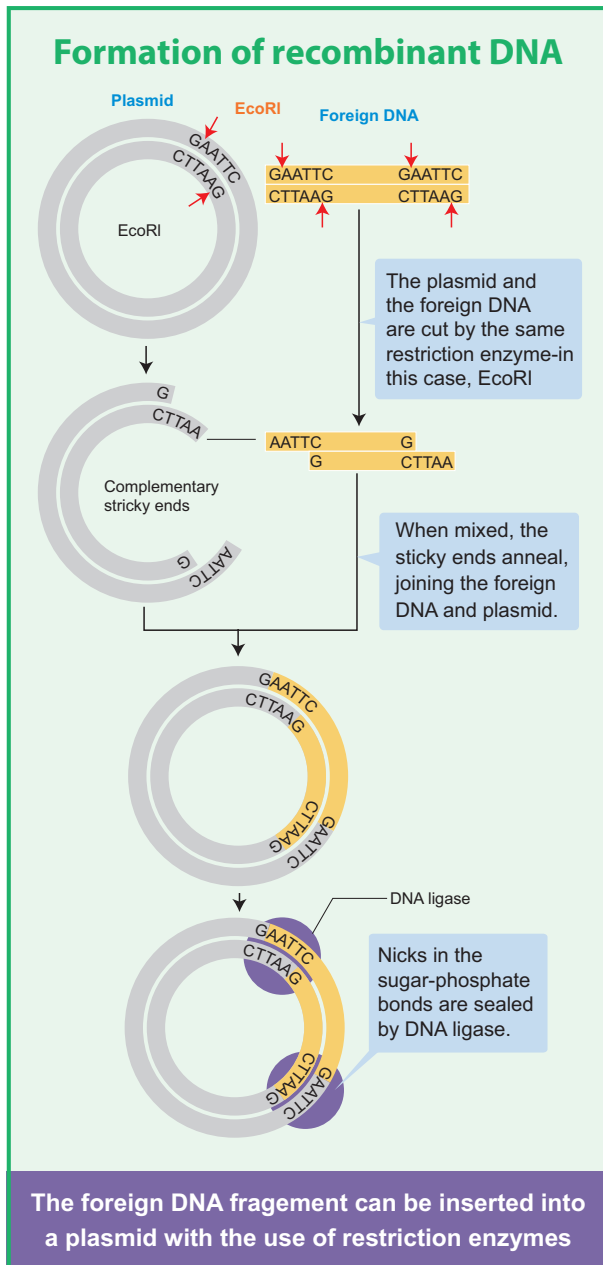 Formation of recombinant DNA
Plasmid
EcoRI
Foreign DNA
GAATTC
CTTAAG
EcoRI
GAATTC GAATTC
CTTAAG CTTAAG
The plasmid and
the foreign DNA
are cut by the same
restriction enzyme-in
this case, EcoRI
G
CTTAA
Complementary
stricky ends
G
AATTC
AATTC G
G CTTAA
When mixed, the
sticky ends anneal,
joining the foreign
DNA and plasmid.
GAATTC
CTTAAG
CTTAAG
GAATTC
DNA ligase
GAATTC
CTTAAG
CTTAAG
GAATTC
Nicks in the
sugar-phosphate
bonds are sealed
by DNA ligase.
The foreign DNA fragement can be inserted into
a plasmid with the use of restriction enzymes